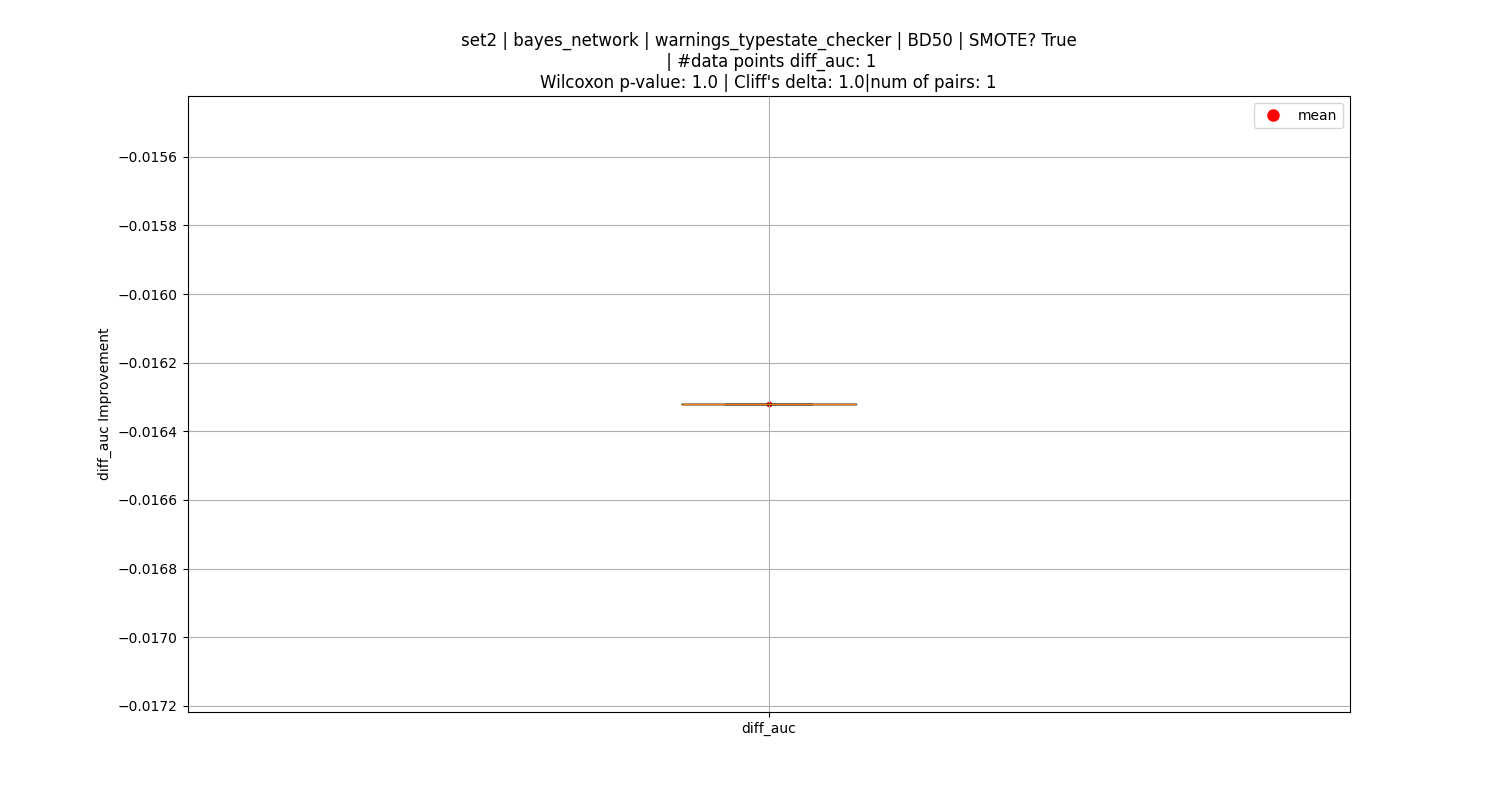 set2 | bayes_network | warnings_typestate_checker | BD50 | SMOTE? True
| #data points diff_auc: 1
Wilcoxon p-value: 1.0 | Cliff's delta: 1.0|num of pairs: 1
mean
−0.0156
−0.0158
−0.0160
−0.0162
−0.0164
−0.0166
−0.0168
−0.0170
−0.0172
diff_auc Improvement
diff_auc